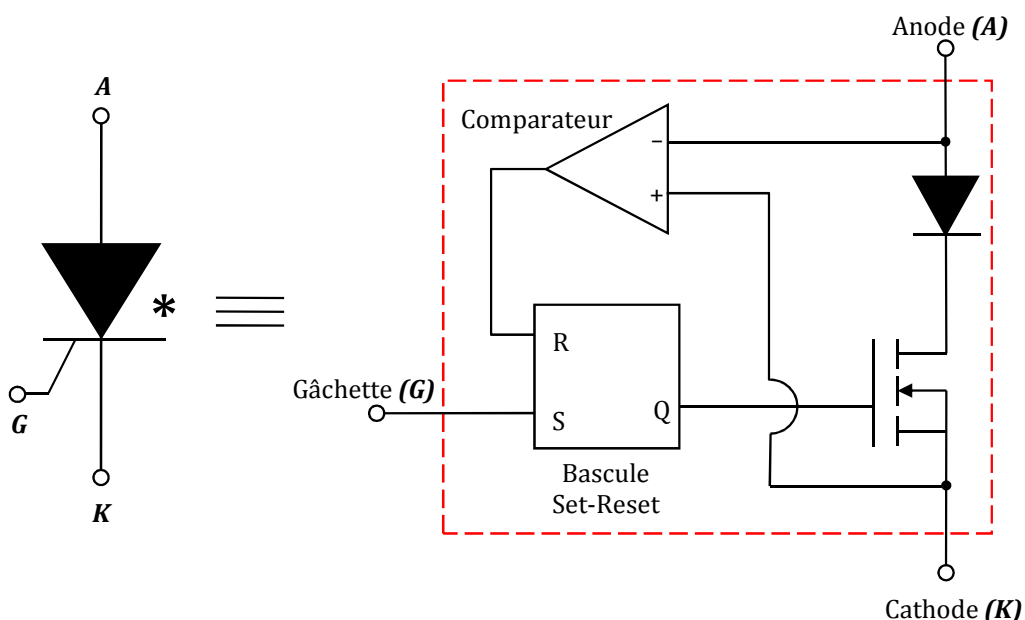 A
*
G
K
Anode (A)
Comparateur
−
+
R
Gâchette (G)
S
Q
Bascule
Set-Reset
Cathode (K)